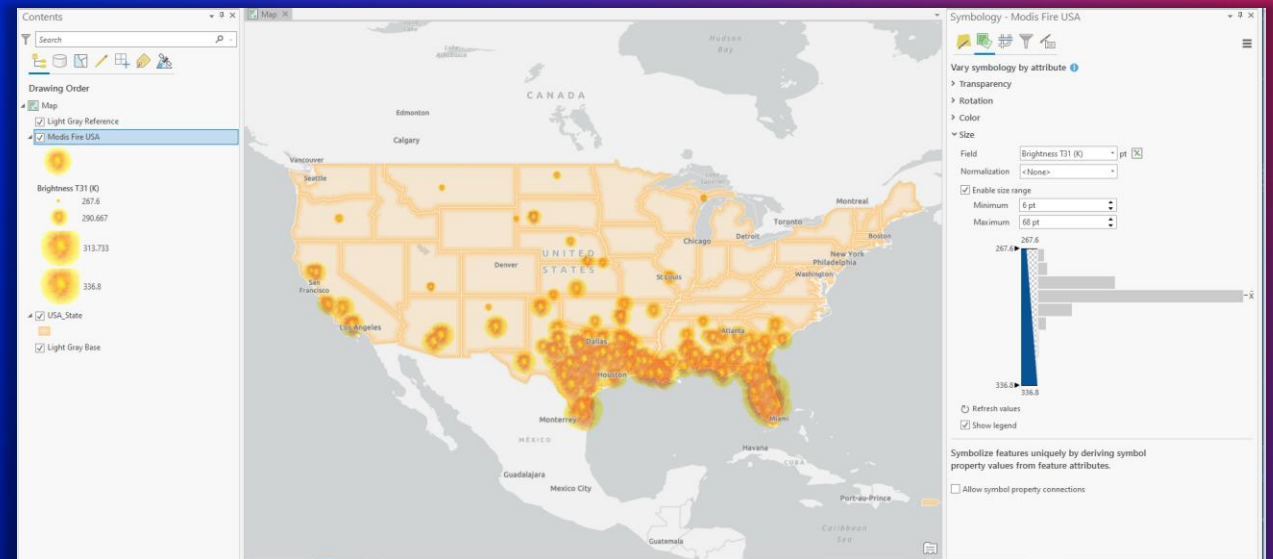 Contents
Search
Drawing Order
Map
Light Gray Reference
Modis Fire USA
Brightness T31 (K)
267.6
290.667
313.733
336.8
USA_State
Light Gray Base
Map
Hudson
Bay
CANADA
Edmonton
Calgary
Vancouver
Seattle
Montreal
Toronto
Detroit
Boston
Chicago
New York
Philadelphia
Washington
UNITED
STATES
Denver
St Louis
San
Francisco
Los Angeles
Atlanta
Dallas
Houston
Miami
Monterrey
MÉXICO
Havana
CUBA
Guadalajara
Mexico City
Port-au-Prince
Caribbean
Sea
Guatemala
Symbology - Modis Fire USA
Vary symbology by attribute
Transparency
Rotation
Color
Size
Field Brightness T31 (K) pt
Normalization <None>
Enable size range
Minimum 6 pt
Maximum 68 pt
267.6
267.6
x̄
336.8
336.8
Refresh values
Show legend
Symbolize features uniquely by deriving symbol
property values from feature attributes.
Allow symbol property connections